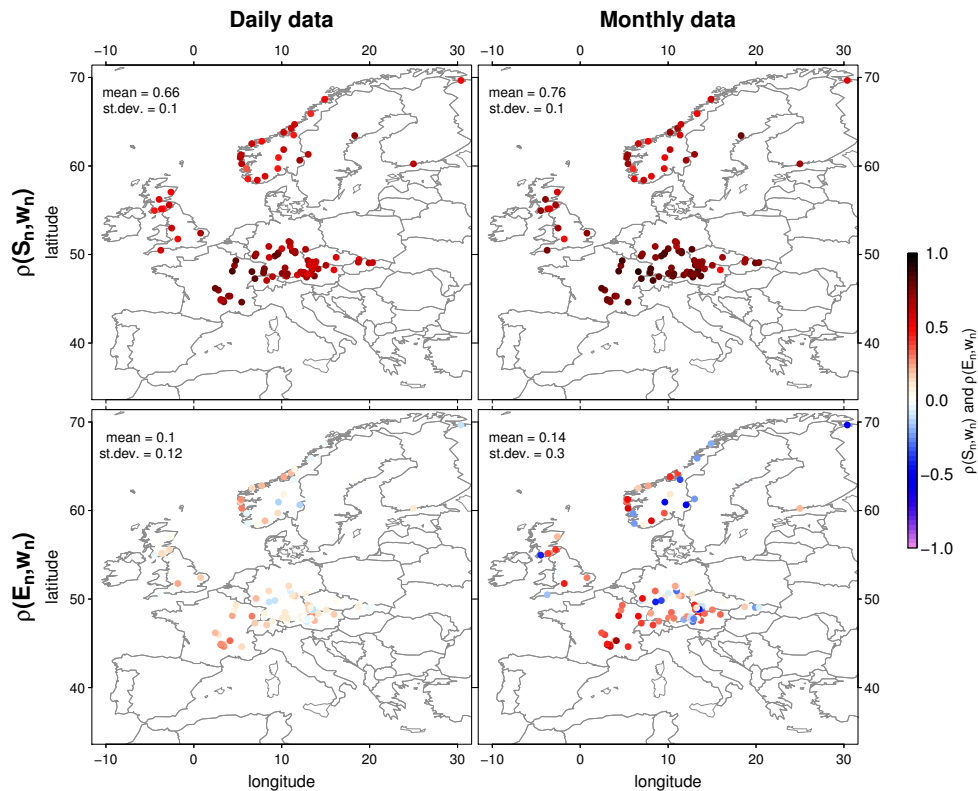 Daily data
Monthly data
−10 0 10 20 30
−10 0 10 20 30
mean = 0.66
st.dev. = 0.1
mean = 0.76
st.dev. = 0.1
70
60
50
40
70
60
50
40
ρ(Sₙ,wₙ)
latitude
mean = 0.1
st.dev. = 0.12
mean = 0.14
st.dev. = 0.3
70
60
50
40
70
60
50
40
ρ(Eₙ,wₙ)
latitude
−10 0 10 20 30
−10 0 10 20 30
longitude
longitude
1.0
0.5
0.0
−0.5
−1.0
ρ(Sₙ,wₙ) and ρ(Eₙ,wₙ)